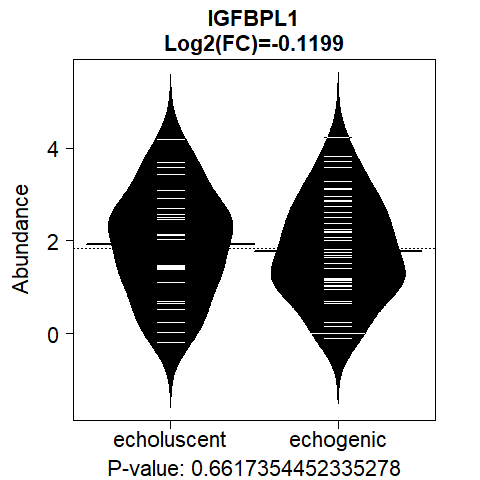 IGFBPL1
Log2(FC)=-0.1199
Abundance
4
2
0
echoluscent echogenic
P-value: 0.6617354452335278